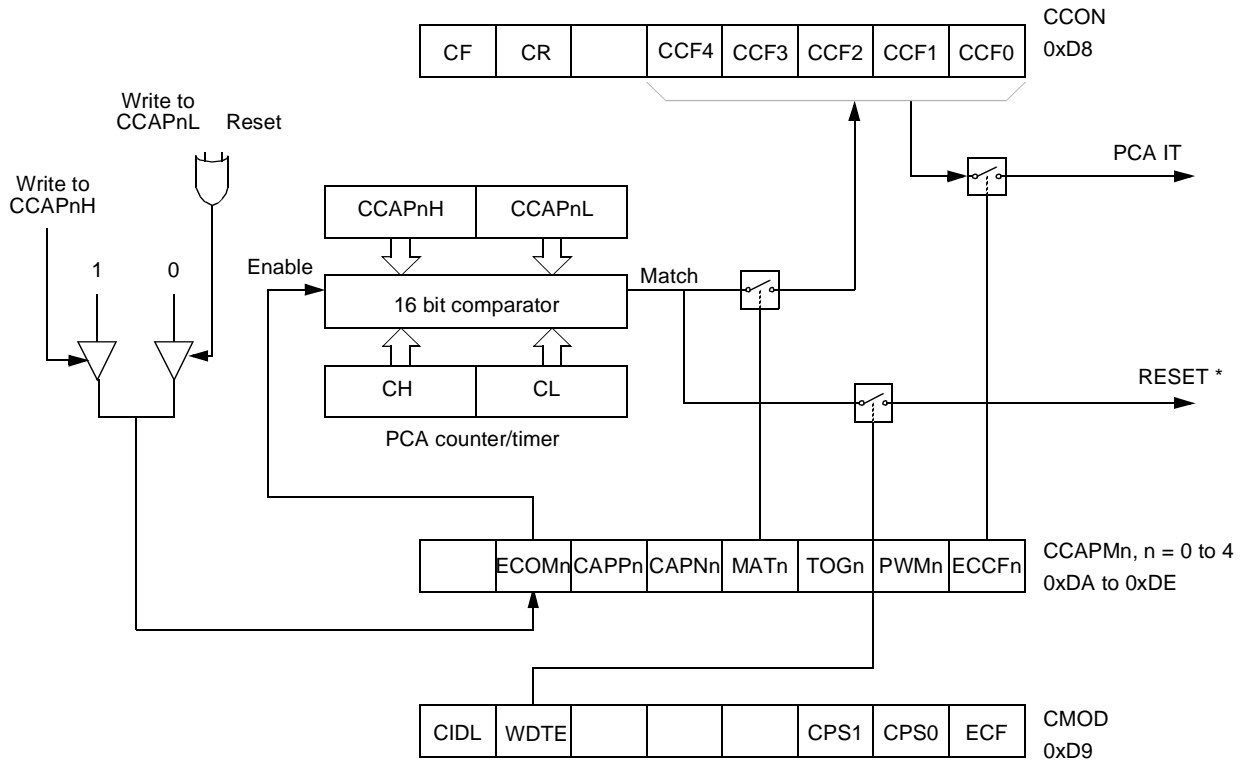 CCON
CF CR CCF4 CCF3 CCF2 CCF1 CCF0
0xD8
Write to
CCAPnL Reset
PCA IT
Write to
CCAPnH
CCAPnH CCAPnL
1 0 Enable
Match
16 bit comparator
RESET *
CH CL
PCA counter/timer
ECOMn CAPPn CAPNn MATn TOGn PWMn ECCFn
CCAPMn, n = 0 to 4
0xDA to 0xDE
CIDL WDTE CPS1 CPS0 ECF
CMOD
0xD9